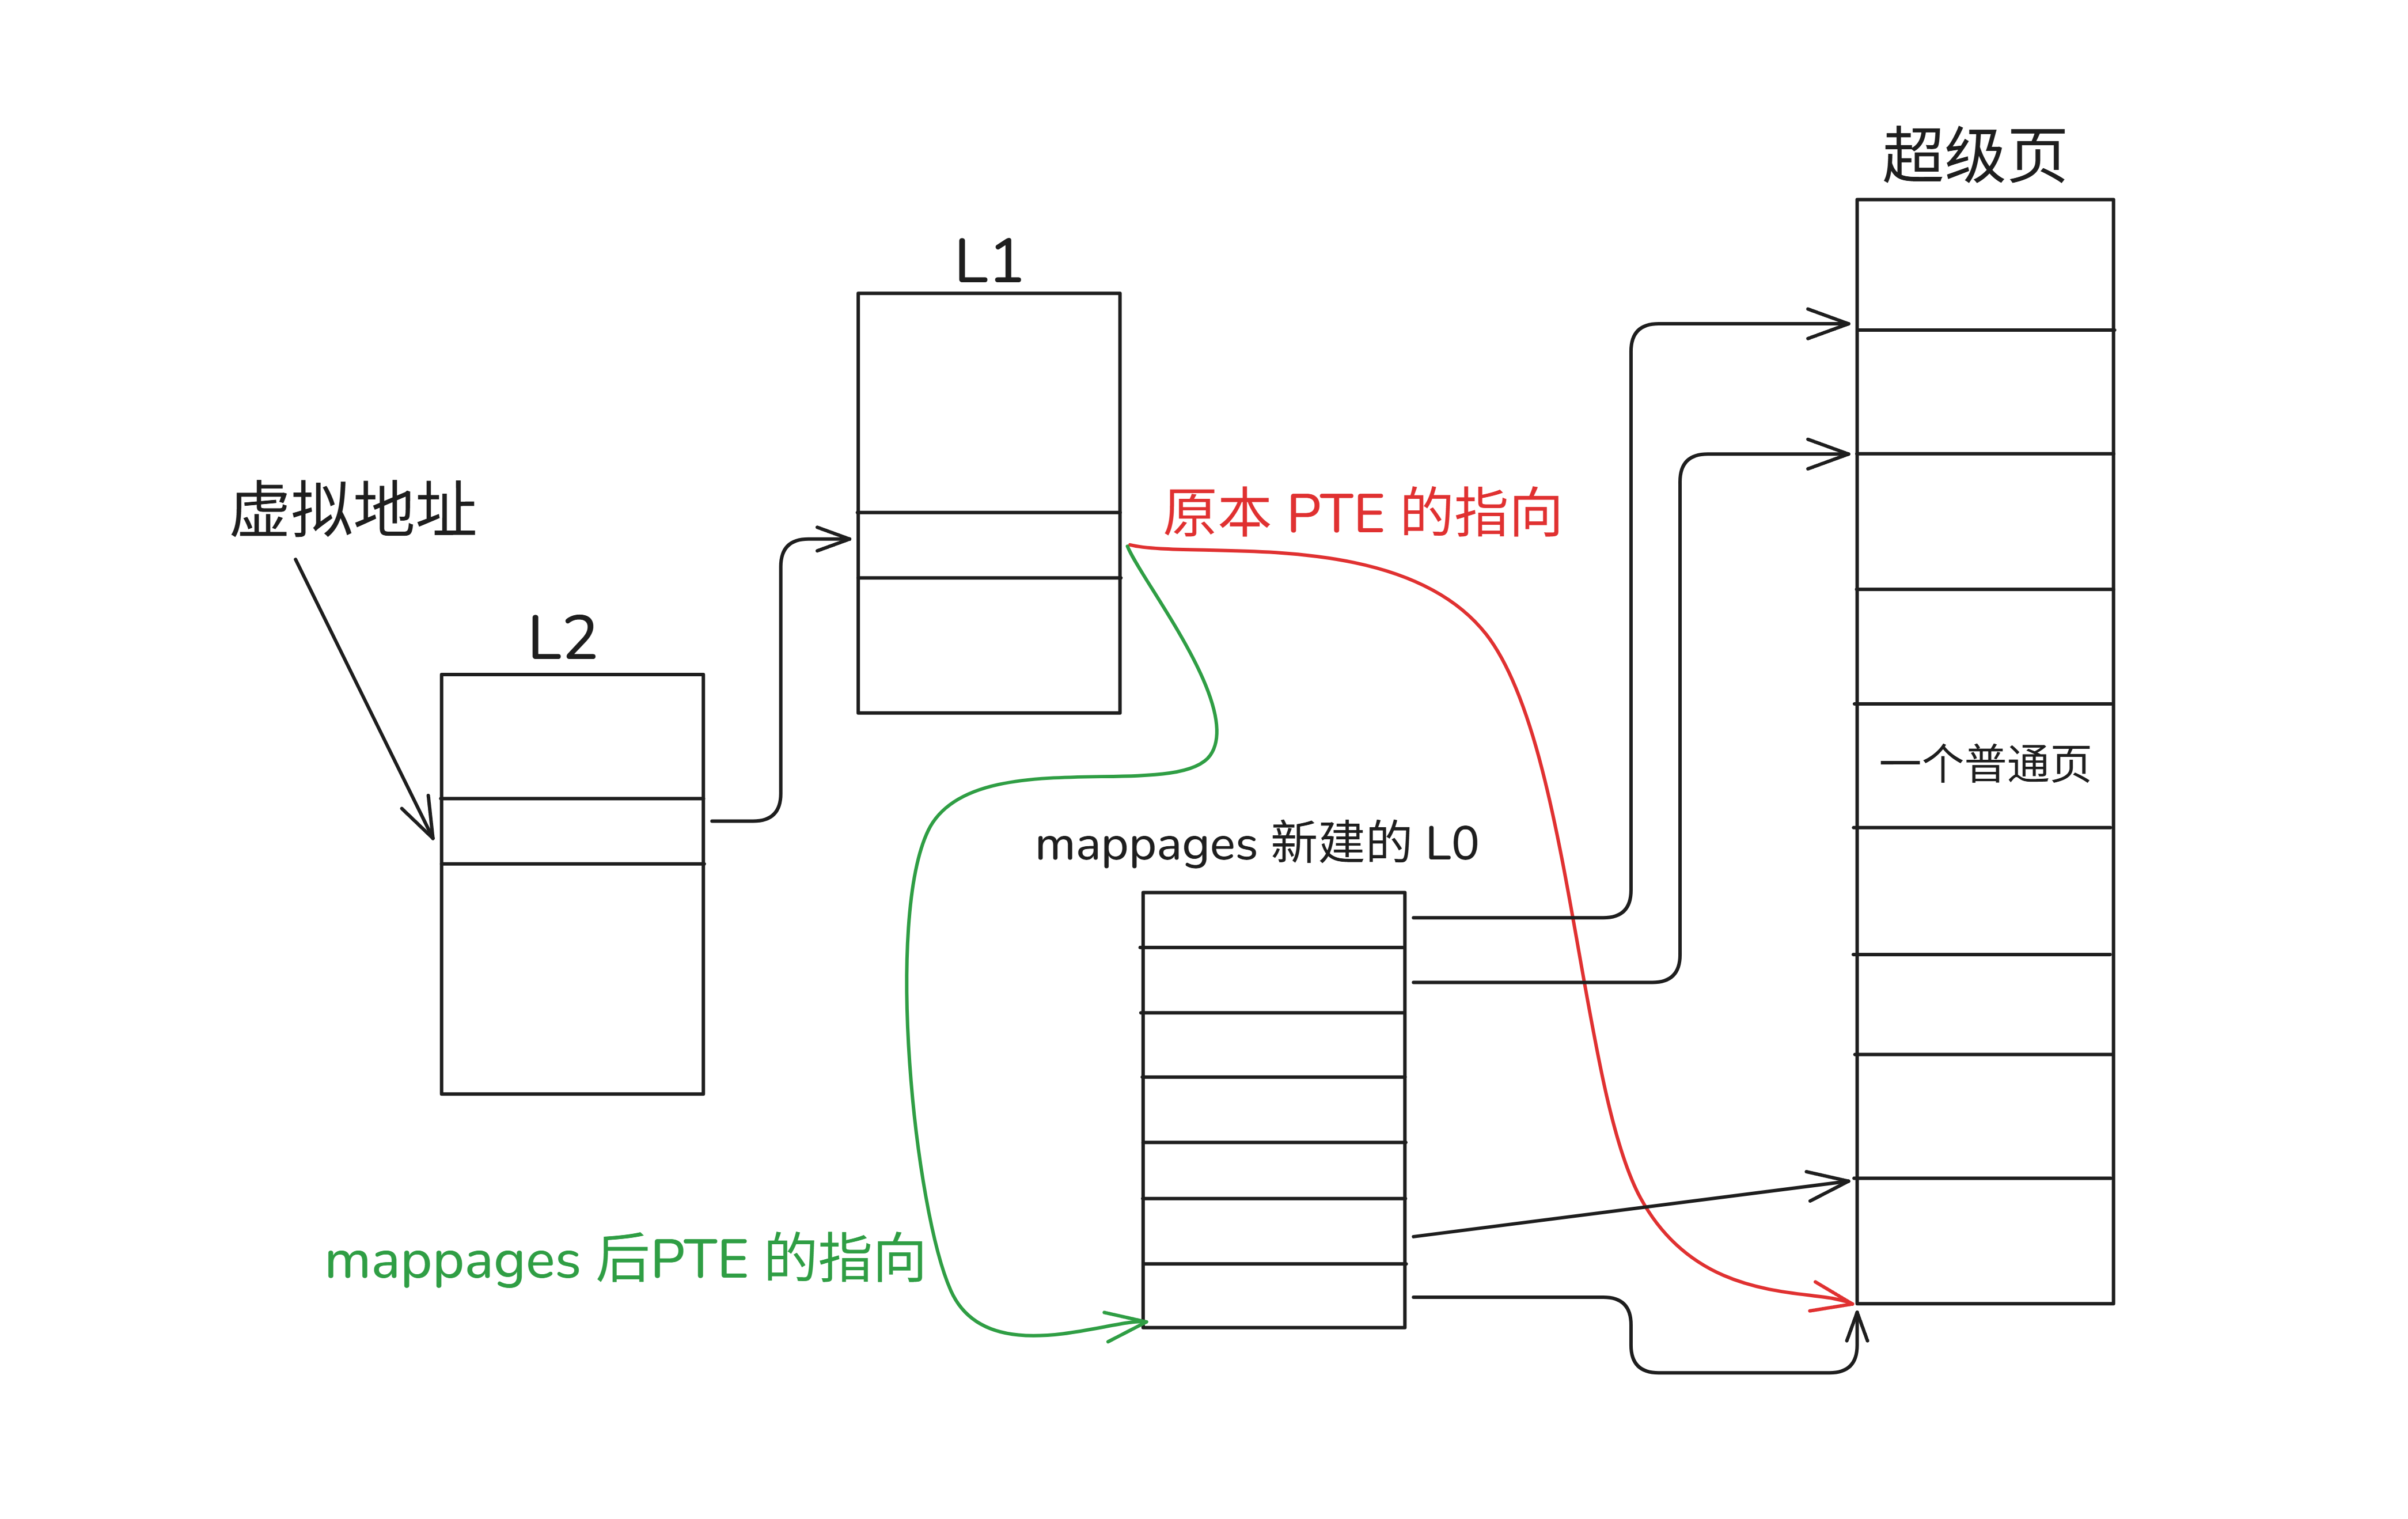 超级页
L1
虚拟地址
原本 PTE 的指向
L2
一个普通页
mappages 新建的 L0
mappages 后PTE 的指向